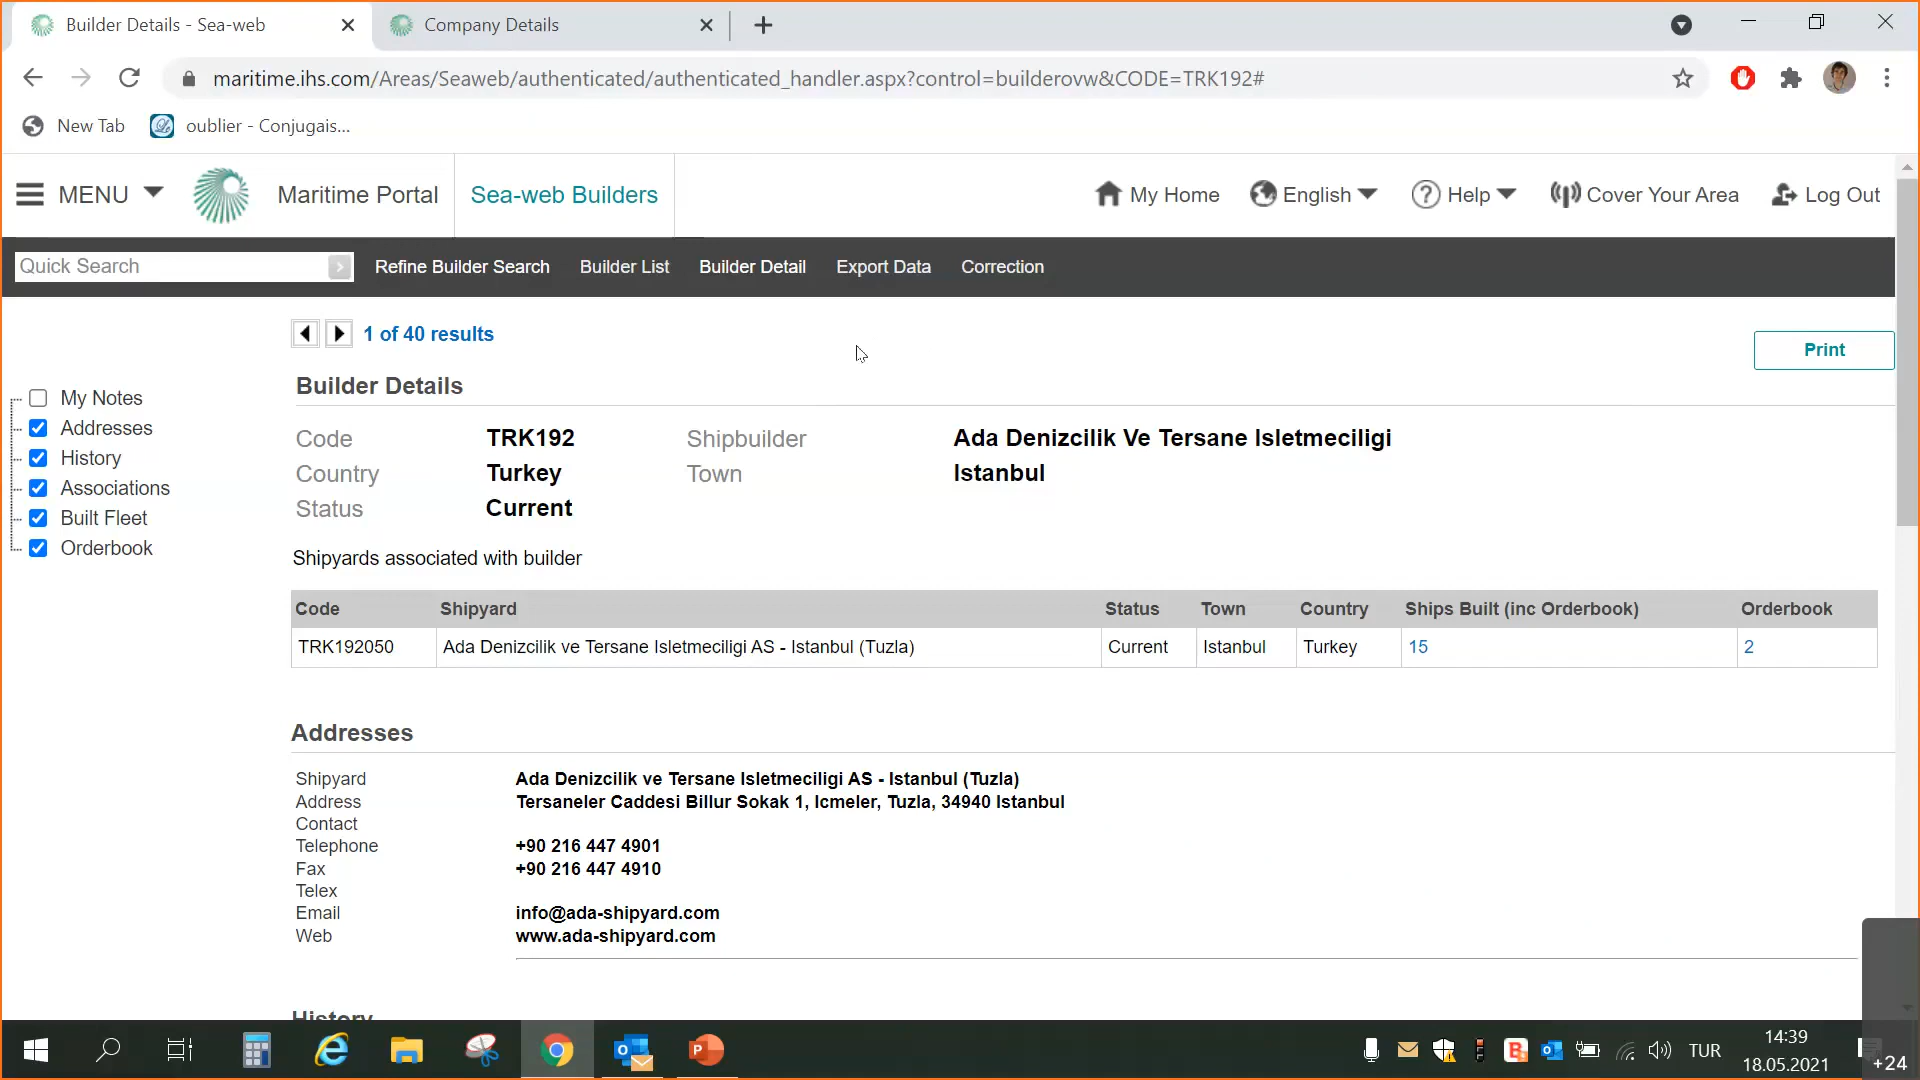 Builder Details - Sea-web
Company Details
maritime.ihs.com/Areas/Seaweb/authenticated/authenticated_handler.aspx?control=builderovw&CODE=TRK192#
New Tab
oublier - Conjugais...
MENU
Maritime Portal
Sea-web Builders
My Home
English
Help
Cover Your Area
Log Out
Quick Search
Refine Builder Search
Builder List
Builder Detail
Export Data
Correction
1 of 40 results
Print
My Notes
Addresses
History
Associations
Built Fleet
Orderbook
Builder Details
Code TRK192 Shipbuilder Ada Denizcilik Ve Tersane Isletmeciligi
Country Turkey Town Istanbul
Status Current
Shipyards associated with builder
Code Shipyard Status Town Country Ships Built (inc Orderbook) Orderbook
TRK192050 Ada Denizcilik ve Tersane Isletmeciligi AS - Istanbul (Tuzla) Current Istanbul Turkey 15 2
Addresses
Shipyard Ada Denizcilik ve Tersane Isletmeciligi AS - Istanbul (Tuzla)
Address Tersaneler Caddesi Billur Sokak 1, Icmeler, Tuzla, 34940 Istanbul
Contact
Telephone +90 216 447 4901
Fax +90 216 447 4910
Telex
Email info@ada-shipyard.com
Web www.ada-shipyard.com
History
TUR
14:39
18.05.2021
+24